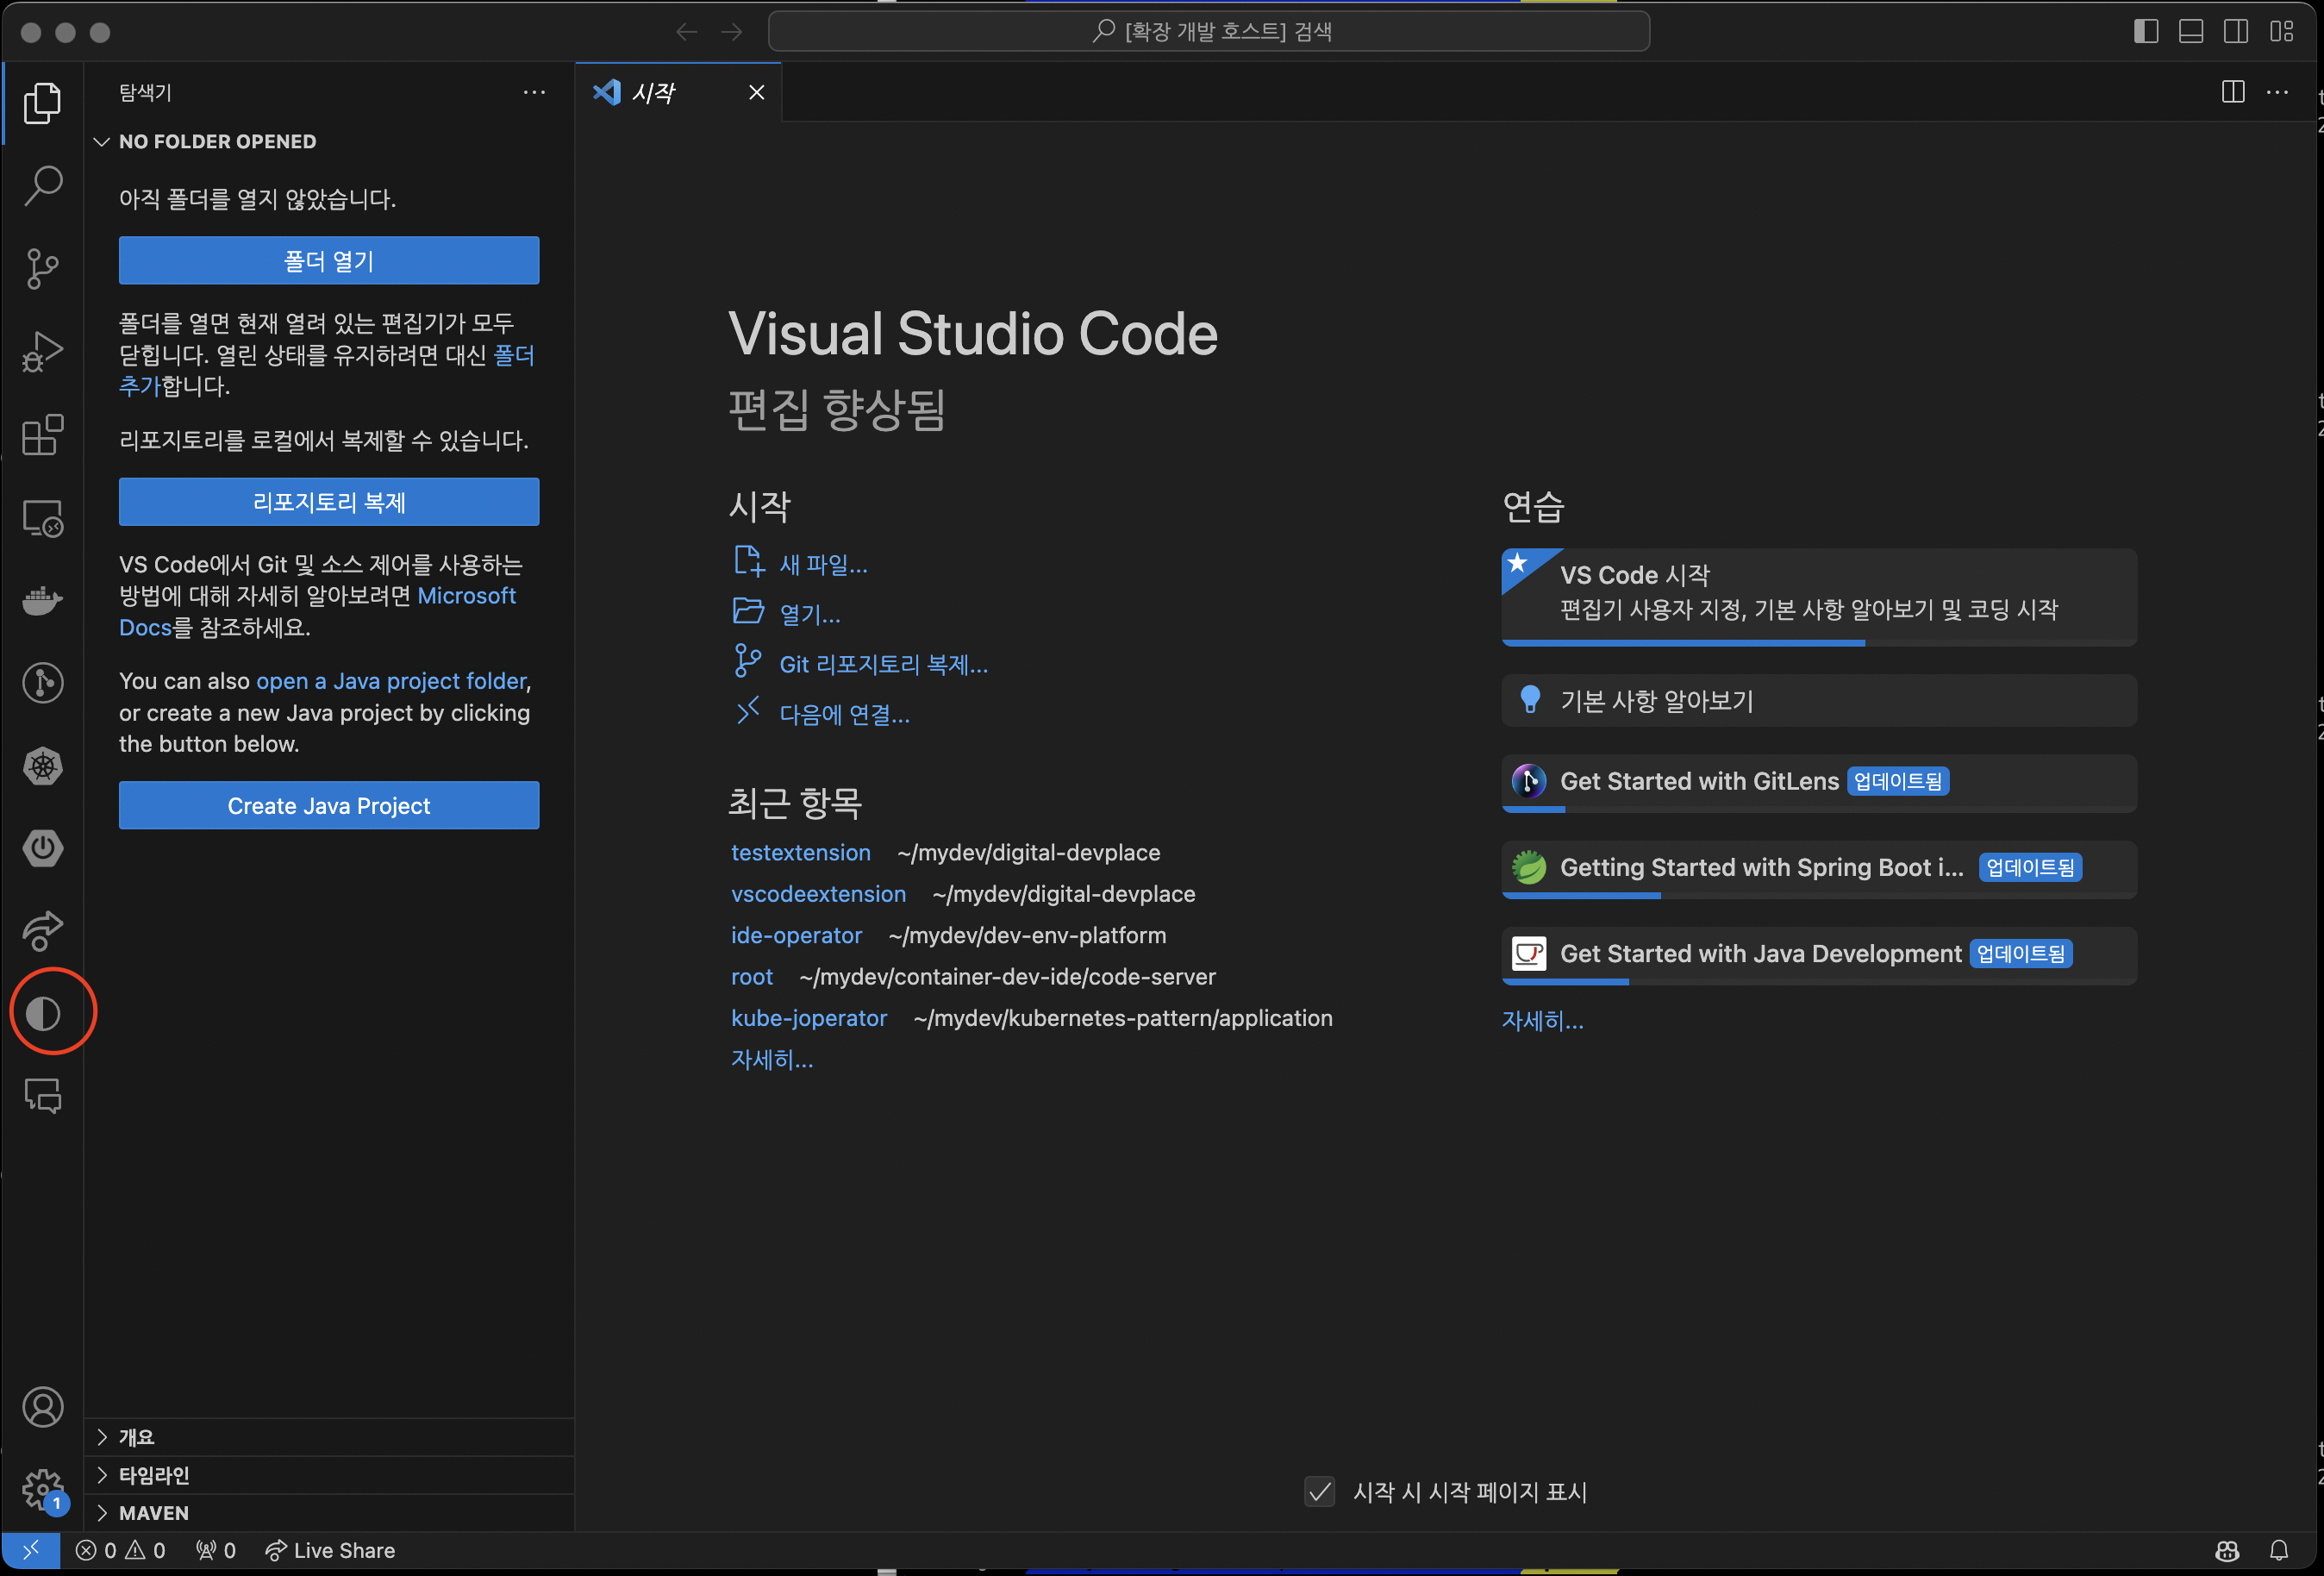 [확장 개발 호스트] 검색
탐색기
시작
NO FOLDER OPENED
아직 폴더를 열지 않았습니다.
폴더 열기
폴더를 열면 현재 열려 있는 편집기가 모두
닫힙니다. 열린 상태를 유지하려면 대신 폴더
추가합니다.
리포지토리를 로컬에서 복제할 수 있습니다.
리포지토리 복제
VS Code에서 Git 및 소스 제어를 사용하는
방법에 대해 자세히 알아보려면 Microsoft
Docs를 참조하세요.
You can also open a Java project folder,
or create a new Java project by clicking
the button below.
Create Java Project
개요
타임라인
MAVEN
Visual Studio Code
편집 향상됨
시작
새 파일...
열기...
Git 리포지토리 복제...
다음에 연결...
최근 항목
testextension ~/mydev/digital-devplace
vscodeextension ~/mydev/digital-devplace
ide-operator ~/mydev/dev-env-platform
root ~/mydev/container-dev-ide/code-server
kube-joperator ~/mydev/kubernetes-pattern/application
자세히...
연습
VS Code 시작
편집기 사용자 지정, 기본 사항 알아보기 및 코딩 시작
기본 사항 알아보기
Get Started with GitLens 업데이트됨
Getting Started with Spring Boot i... 업데이트됨
Get Started with Java Development 업데이트됨
자세히...
시작 시 시작 페이지 표시
1
0 0 0 Live Share